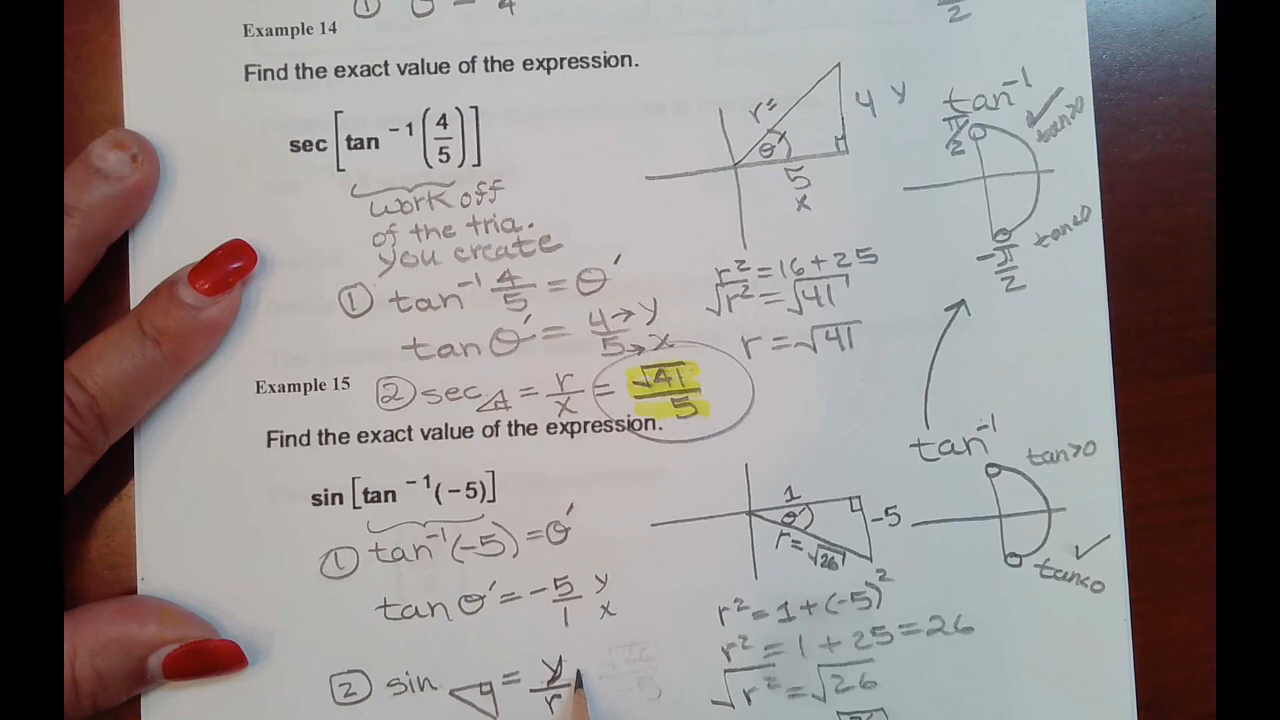 ① θ = 4
2
Example 14
Find the exact value of the expression.
sec [tan⁻¹(4/5)]
work off
of the tria.
you create
① tan⁻¹ 4/5 = θ′
tan θ′ = 4→y / 5→x
r=
4 y
θ′
5
x
r² = 16 + 25
√r² = √41
r = √41
tan⁻¹
π/2
tan>0
tan<0
-π/2
Example 15
② sec = r/x = √41/5
Find the exact value of the expression.
sin [tan⁻¹(−5)]
① tan⁻¹(−5) = θ′
tan θ′ = −5/1 y x
② sin = y/r
1
θ′
-5
r = √26
r² = 1 + (-5)²
r² = 1 + 25 = 26
√r² = √26
tan⁻¹
tan>0
tan<0